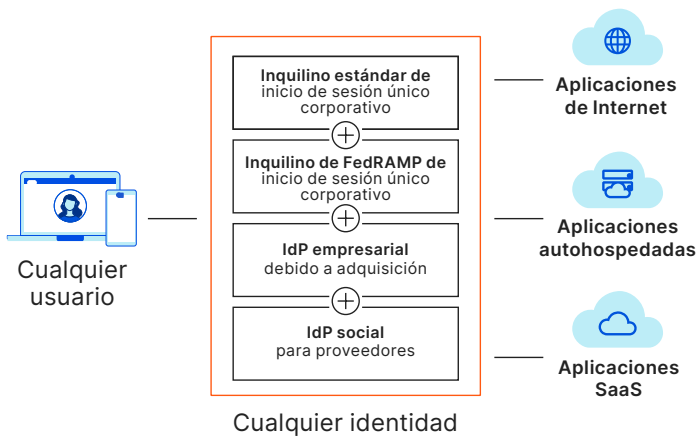 Inquilino estándar de
inicio de sesión único
corporativo
Inquilino de FedRAMP de
inicio de sesión único
corporativo
IdP empresarial
debido a adquisición
IdP social
para proveedores
Cualquier identidad
Cualquier
usuario
Aplicaciones
de Internet
Aplicaciones
autohospedadas
Aplicaciones
SaaS